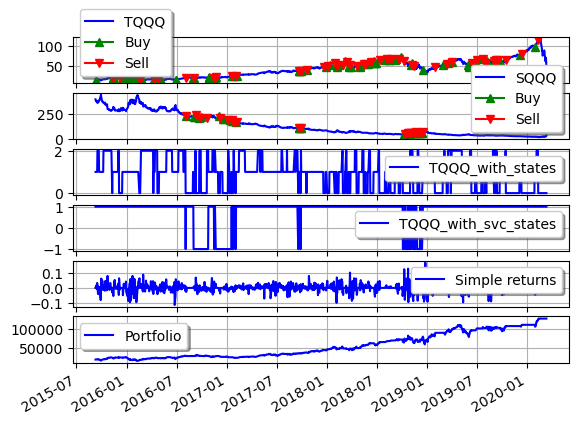 TQQQ
Buy
Sell
100
50
SQQQ
Buy
Sell
250
0
2
0
TQQQ_with_states
1
0
−1
TQQQ_with_svc_states
0.1
0.0
−0.1
Simple returns
100000
50000
Portfolio
2015-07
2016-01
2016-07
2017-01
2017-07
2018-01
2018-07
2019-01
2019-07
2020-01